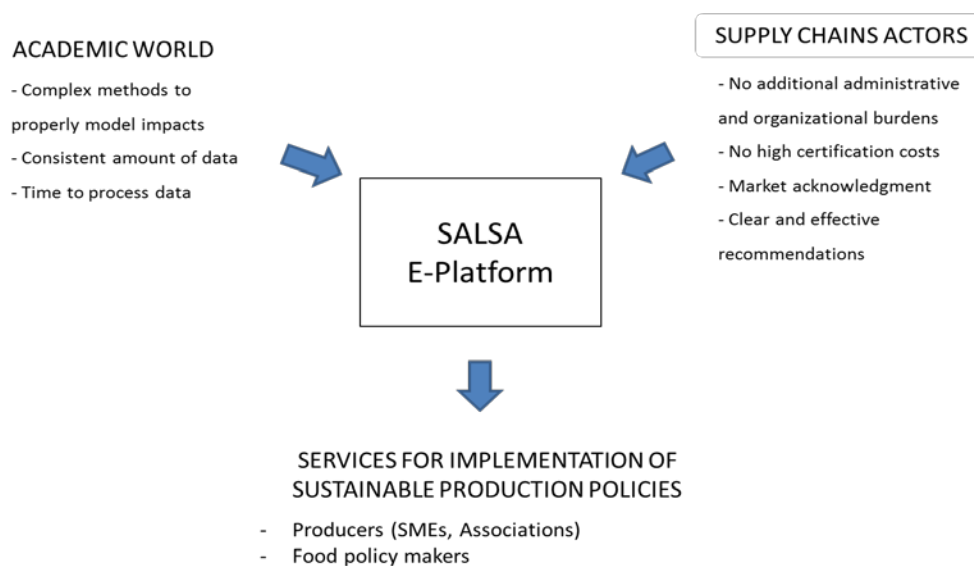 ACADEMIC WORLD
- Complex methods to
properly model impacts
- Consistent amount of data
- Time to process data
SUPPLY CHAINS ACTORS
- No additional administrative
and organizational burdens
- No high certification costs
- Market acknowledgment
- Clear and effective
recommendations
SALSA
E-Platform
SERVICES FOR IMPLEMENTATION OF
SUSTAINABLE PRODUCTION POLICIES
- Producers (SMEs, Associations)
- Food policy makers